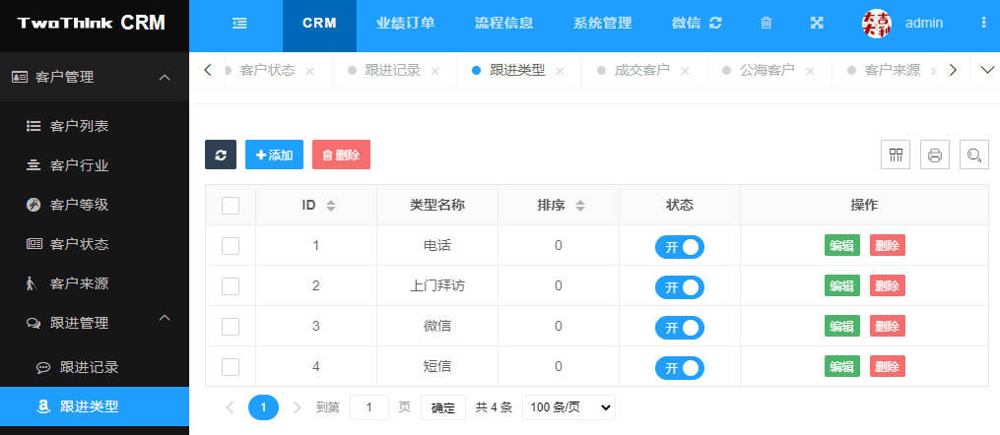 TwoThink CRM
CRM 业绩订单 流程信息 系统管理 微信 admin
客户管理
客户列表
客户行业
客户等级
客户状态
客户来源
跟进管理
跟进记录
跟进类型
客户状态 跟进记录 跟进类型 成交客户 公海客户 客户来源
添加 删除
ID 类型名称 排序 状态 操作
1 电话 0 开 编辑 删除
2 上门拜访 0 开 编辑 删除
3 微信 0 开 编辑 删除
4 短信 0 开 编辑 删除
1 到第 1 页 确定 共 4 条 100 条/页